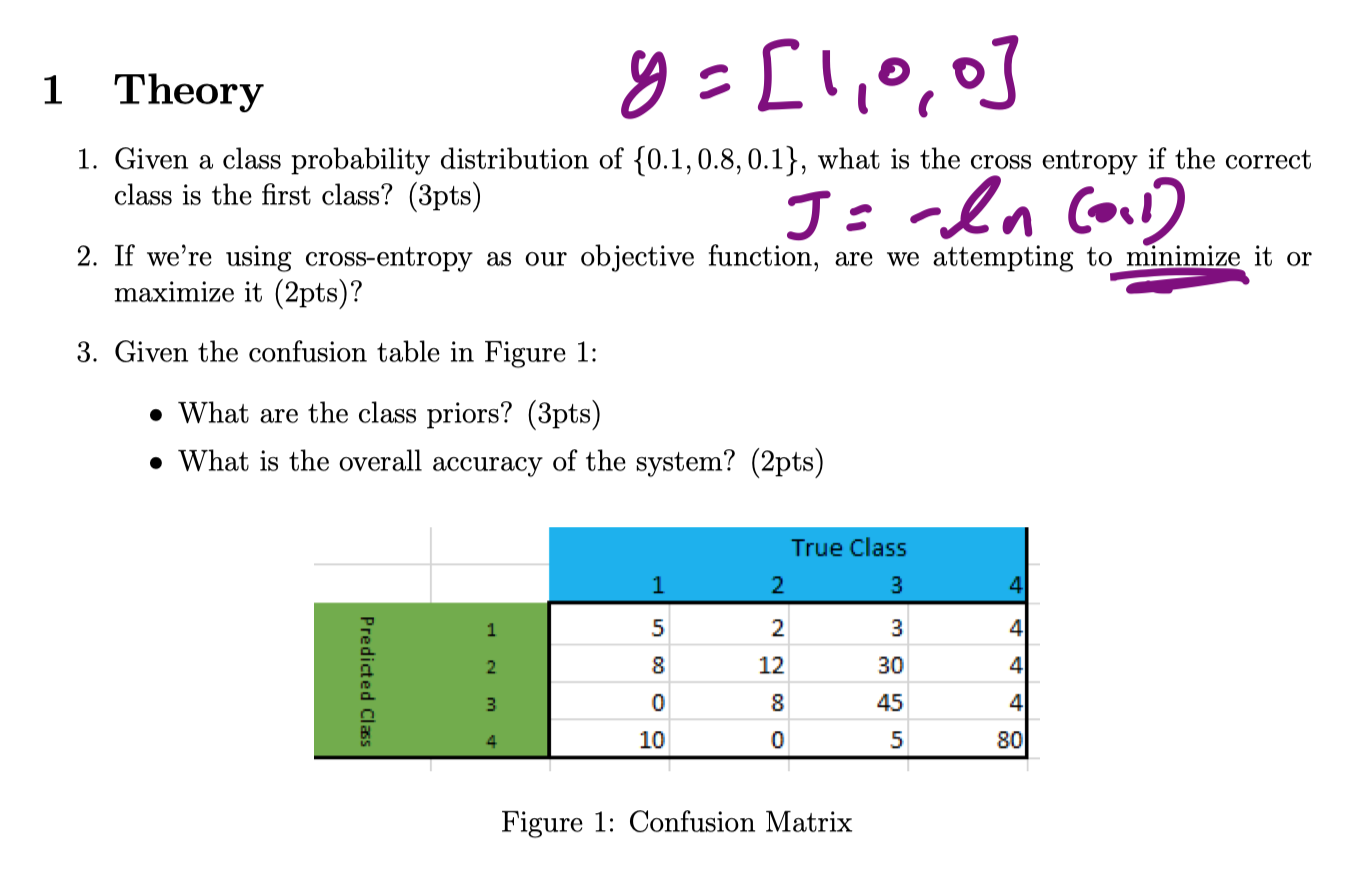 y = [1, 0, 0]
1 Theory
1. Given a class probability distribution of {0.1, 0.8, 0.1}, what is the cross entropy if the correct
class is the first class? (3pts)
J = -ln (0.1)
2. If we're using cross-entropy as our objective function, are we attempting to minimize it or
maximize it (2pts)?
3. Given the confusion table in Figure 1:
• What are the class priors? (3pts)
• What is the overall accuracy of the system? (2pts)
True Class
1 2 3 4
Predicted Class
1 5 2 3 4
2 8 12 30 4
3 0 8 45 4
4 10 0 5 80
Figure 1: Confusion Matrix